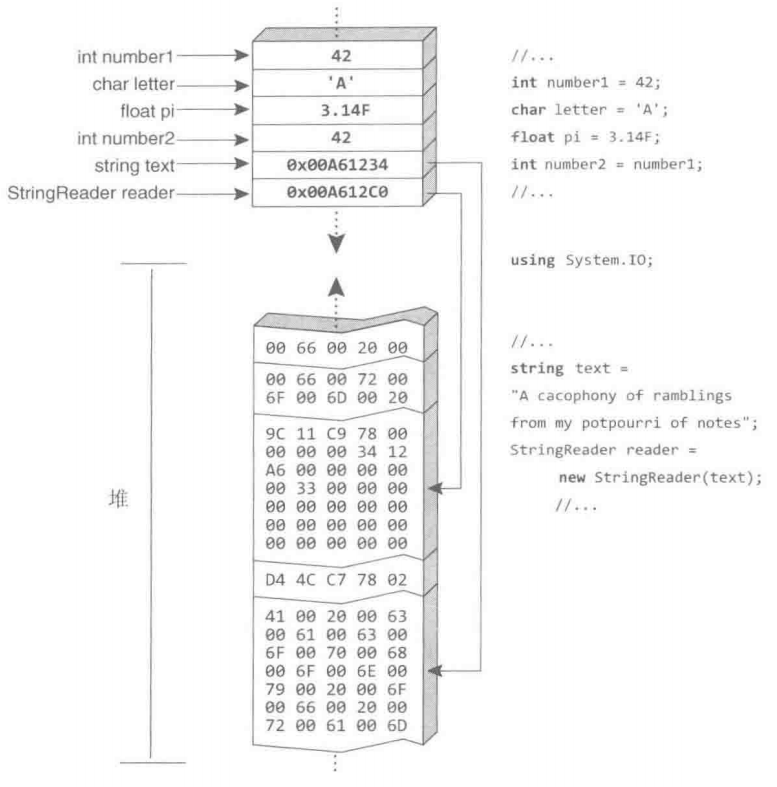 int number1
42
char letter
'A'
float pi
3.14F
int number2
42
string text
0x00A61234
StringReader reader
0x00A612C0
//...
int number1 = 42;
char letter = 'A';
float pi = 3.14F;
int number2 = number1;
//...
using System.IO;
//...
string text =
"A cacophony of ramblings
from my potpourri of notes";
StringReader reader =
new StringReader(text);
//...
堆
00 66 00 20 00
00 66 00 72 00
6F 00 6D 00 20
9C 11 C9 78 00
00 00 00 34 12
A6 00 00 00 00
00 33 00 00 00
00 00 00 00 00
00 00 00 00 00
00 00 00 00 00
D4 4C C7 78 02
41 00 20 00 63
00 61 00 63 00
6F 00 70 00 68
00 6F 00 6E 00
79 00 20 00 6F
00 66 00 20 00
72 00 61 00 6D